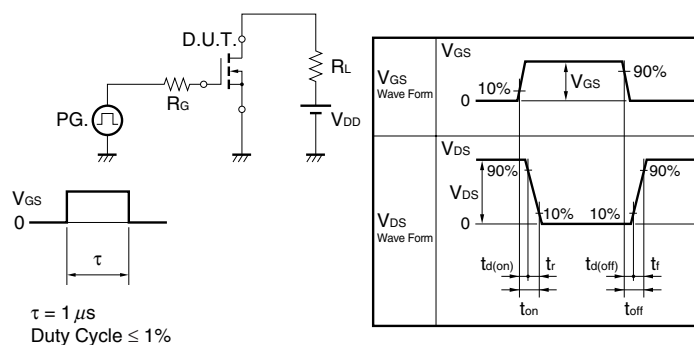 D.U.T.
RL
RG
PG.
VDD
VGS
0
τ
τ = 1 μs
Duty Cycle ≤ 1%
VGS
Wave Form
VGS
10%
VGS
90%
0
VDS
Wave Form
VDS
VDS
90%
90%
10%
10%
0
td(on)
tr
td(off)
tf
ton
toff